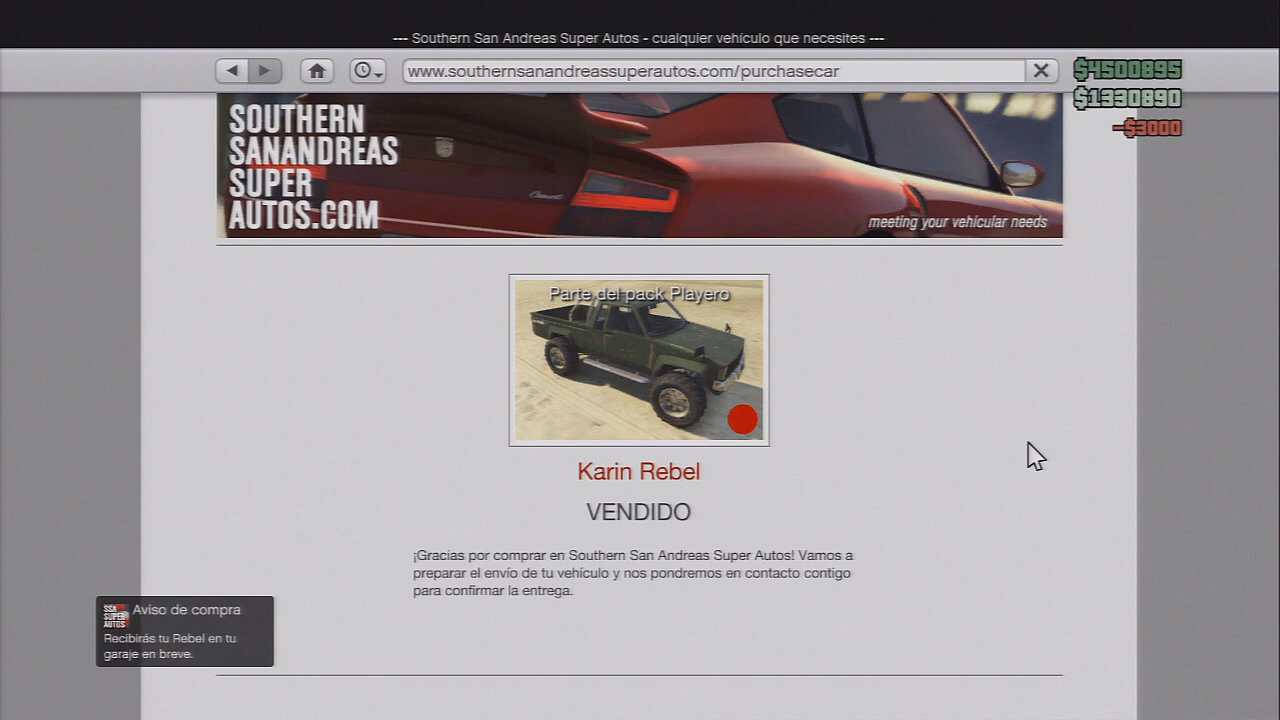 --- Southern San Andreas Super Autos - cualquier vehículo que necesites ---
www.southernsanandreassuperautos.com/purchasecar
$4500895
$1330890
-$3000
SOUTHERN
SANANDREAS
SUPER
AUTOS.COM
meeting your vehicular needs
Parte del pack Playero
Karin Rebel
VENDIDO
¡Gracias por comprar en Southern San Andreas Super Autos! Vamos a
preparar el envío de tu vehículo y nos pondremos en contacto contigo
para confirmar la entrega.
SSA
SUPER
AUTOS
Aviso de compra
Recibirás tu Rebel en tu
garaje en breve.